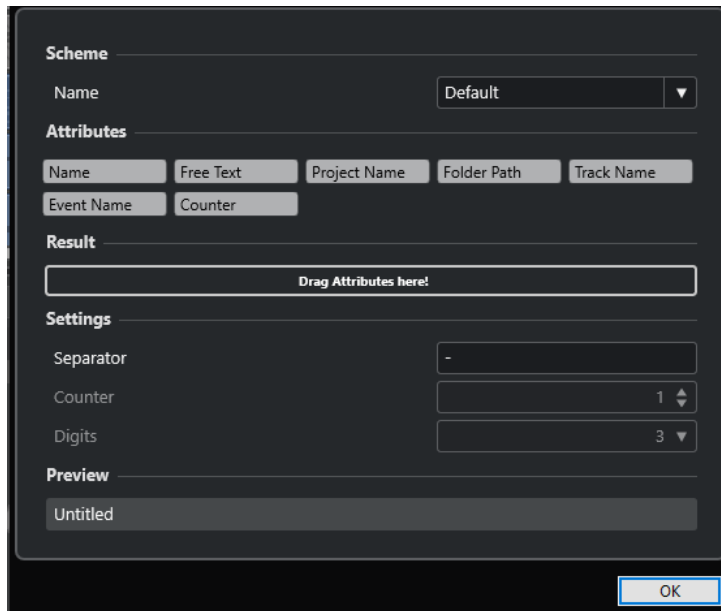 Scheme
Name Default
Attributes
Name Free Text Project Name Folder Path Track Name
Event Name Counter
Result
Drag Attributes here!
Settings
Separator -
Counter 1
Digits 3
Preview
Untitled
OK